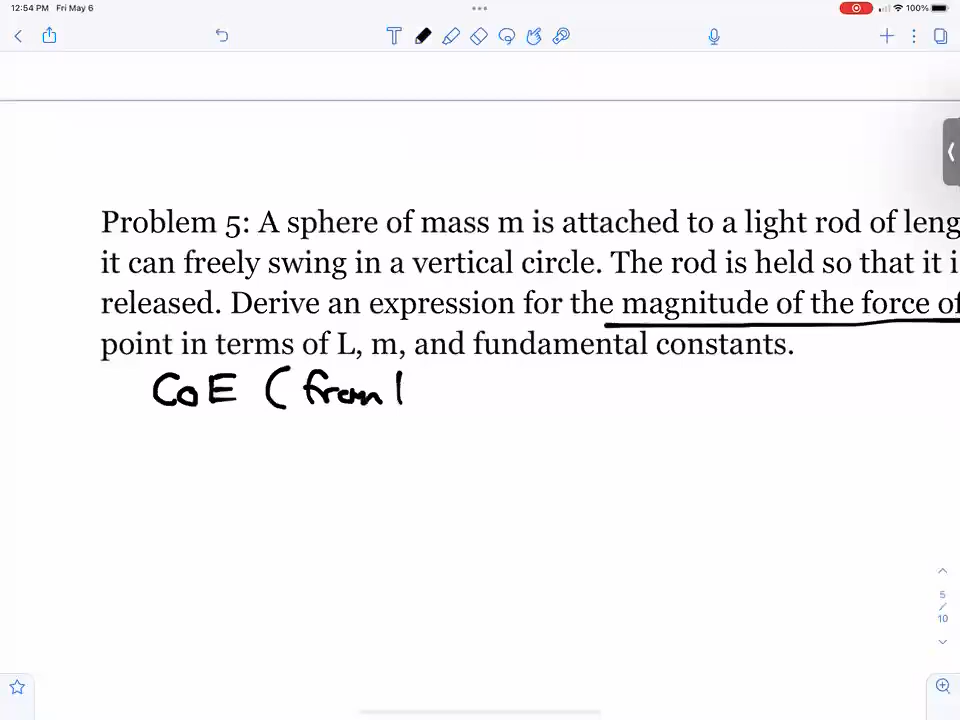 12:54 PM Fri May 6
100%
Problem 5: A sphere of mass m is attached to a light rod of leng
it can freely swing in a vertical circle. The rod is held so that it i
released. Derive an expression for the magnitude of the force of
point in terms of L, m, and fundamental constants.
CoE (from
5
/
10